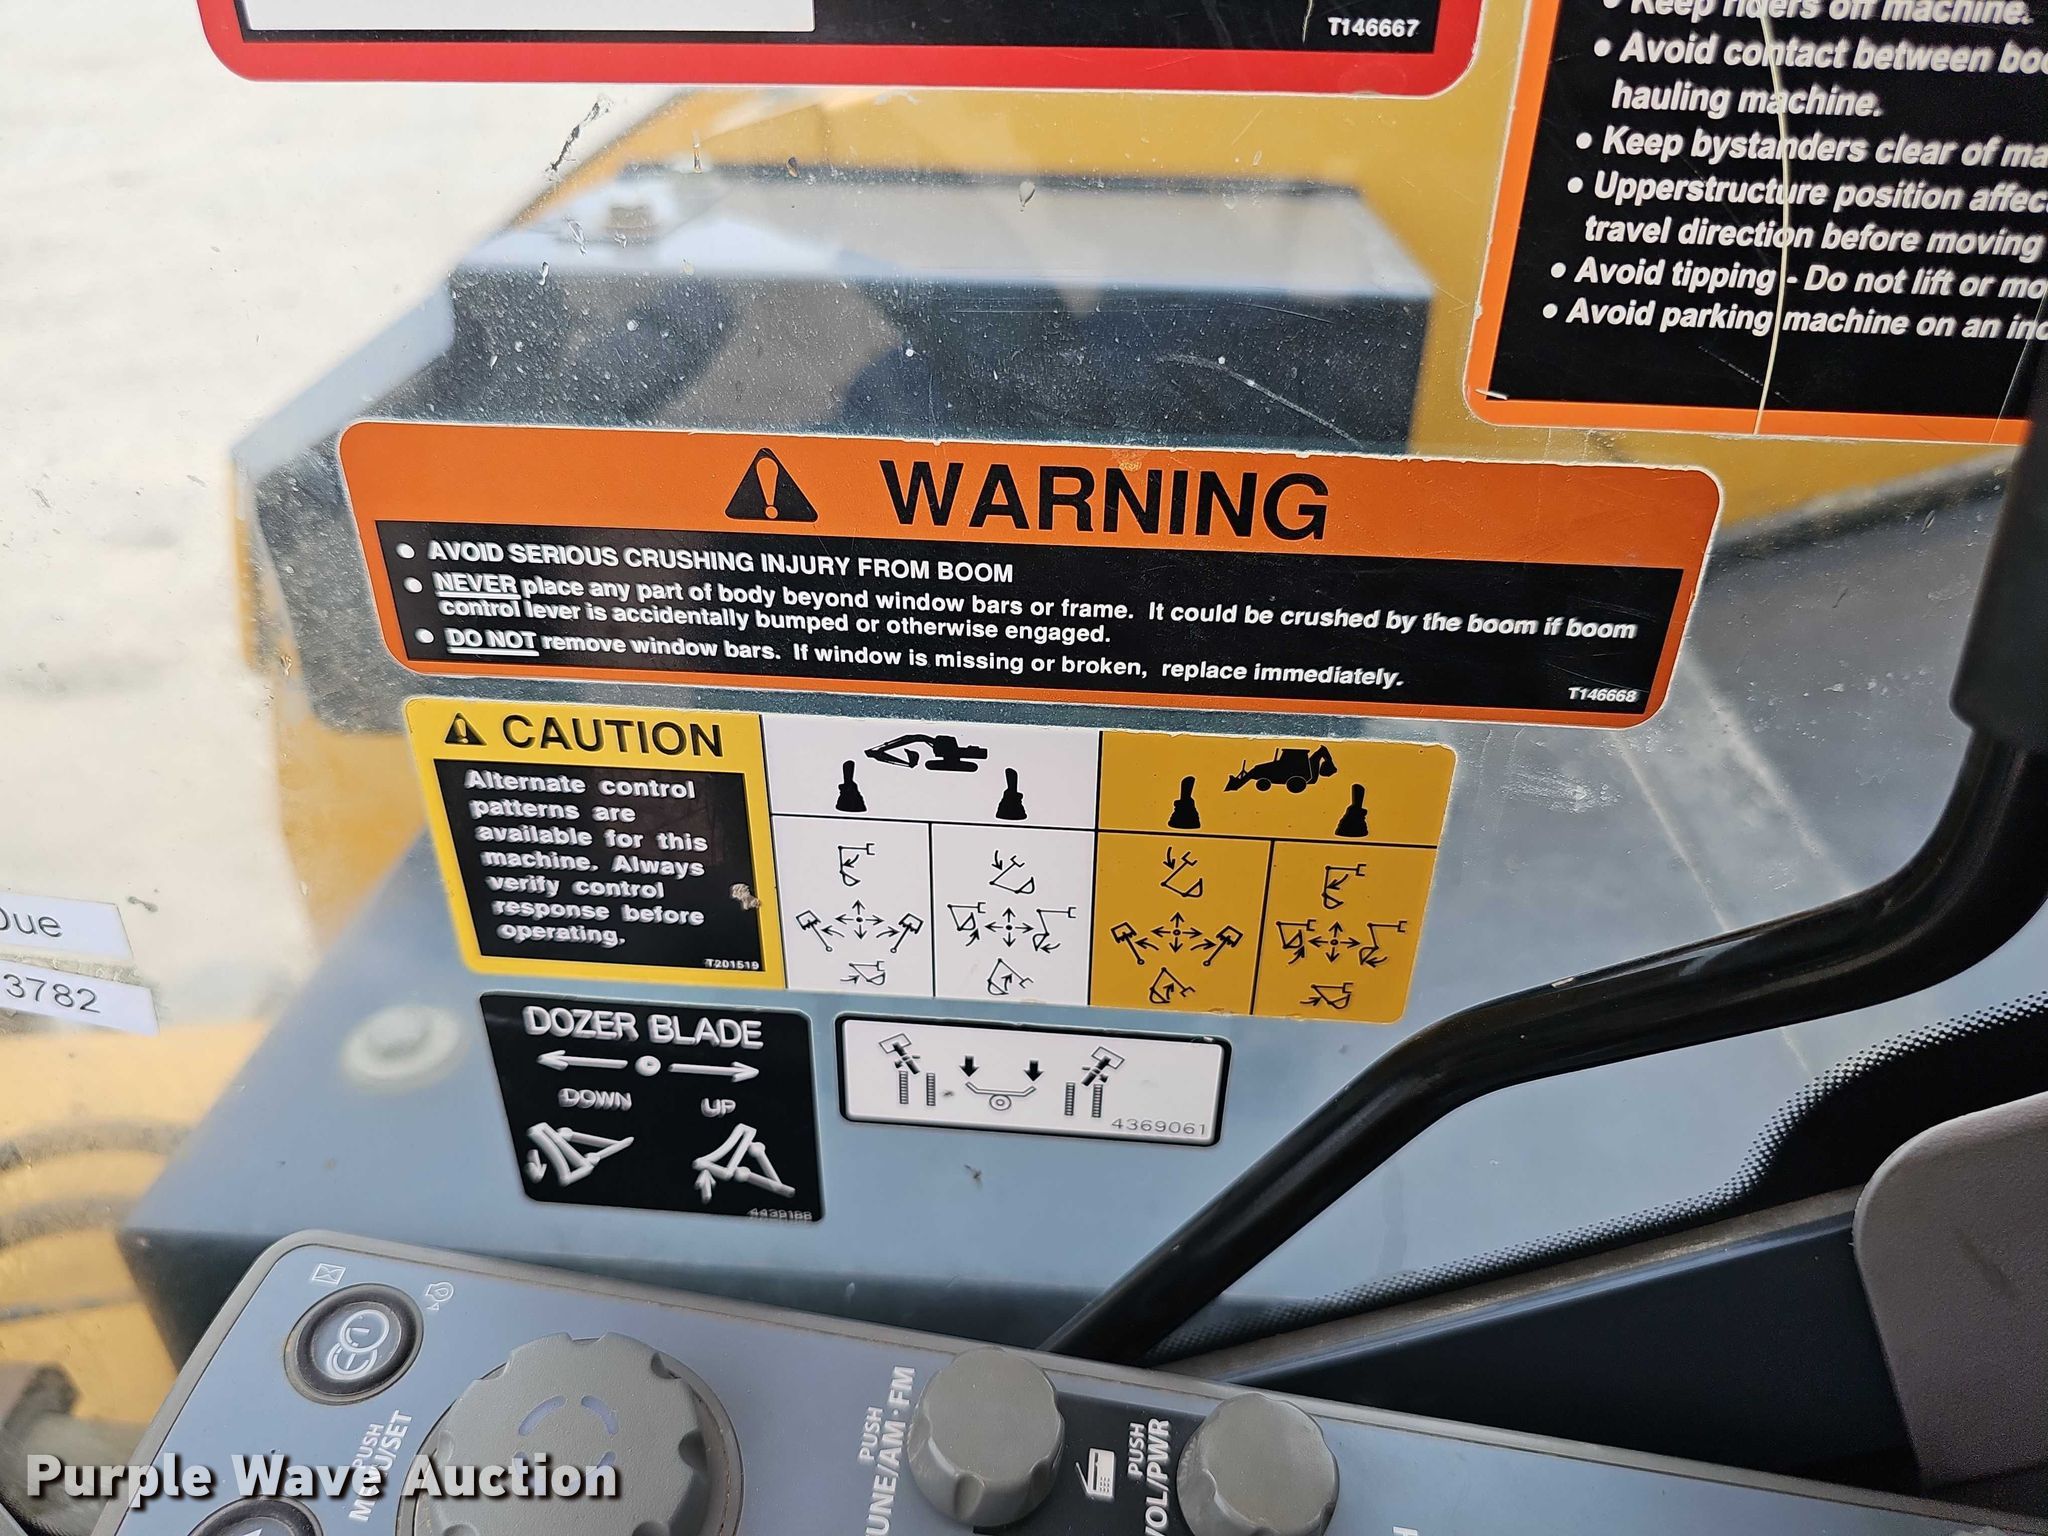 T146667
Keep riders off machine.
• Avoid contact between
hauling machine.
• Keep bystanders clear of
• Upperstructure position
travel direction before moving
• Avoid tipping - Do not lift or
• Avoid parking machine on an
WARNING
• AVOID SERIOUS CRUSHING INJURY FROM BOOM
• NEVER place any part of body beyond window bars or frame. It could be crushed by the boom if boom
control lever is accidentally bumped or otherwise engaged.
• DO NOT remove window bars. If window is missing or broken, replace immediately.
T146668
CAUTION
Alternate control
patterns are
available for this
machine. Always
verify control
response before
operating.
T201519
Due
3782
DOZER BLADE
DOWN UP
4439188
4369061
PUSH
MENU/SET
PUSH
TUNE/AM·FM
PUSH
VOL/PWR
Purple Wave Auction